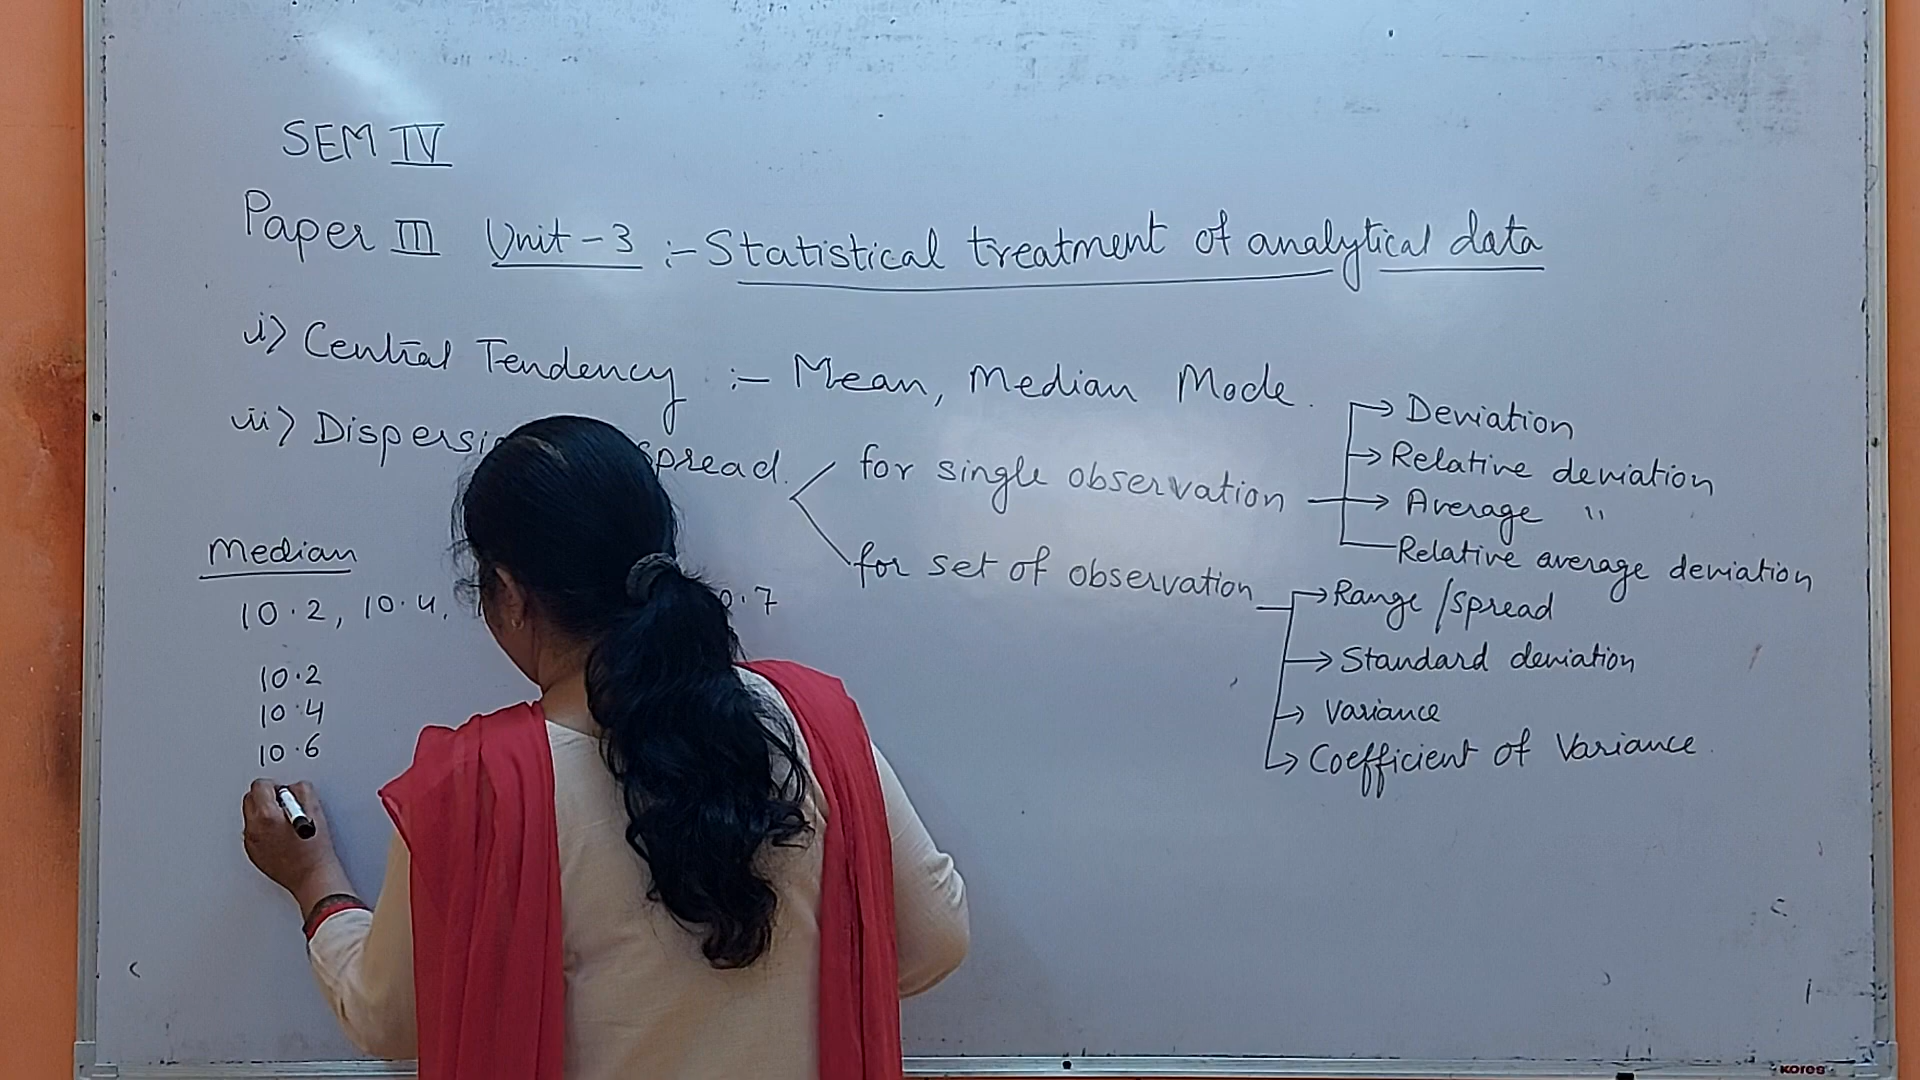 SEM IV
Paper III Unit-3 :- Statistical treatment of analytical data
i) Central Tendency :- Mean, Median Mode.
ii) Dispersi spread.
for single observation
Deviation
Relative deviation
Average "
Relative average deviation
for set of observation
Range/spread
Standard deviation
Variance
Coefficient of Variance.
Median
10.2, 10.4, 0.7
10.2
10.4
10.6
KORES